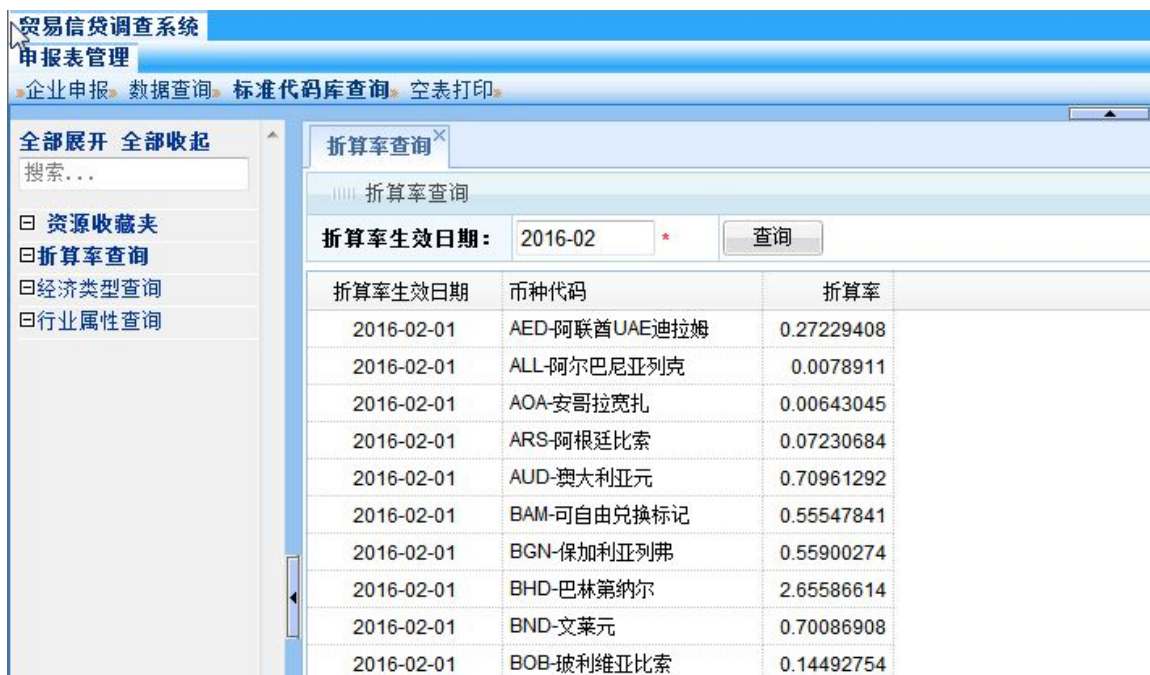 贸易信贷调查系统
申报表管理
»企业申报» 数据查询» 标准代码库查询» 空表打印»
全部展开 全部收起
搜索...
资源收藏夹
折算率查询
经济类型查询
行业属性查询
折算率查询
折算率查询
折算率生效日期: 2016-02 * 查询
折算率生效日期 币种代码 折算率
2016-02-01 AED-阿联酋UAE迪拉姆 0.27229408
2016-02-01 ALL-阿尔巴尼亚列克 0.0078911
2016-02-01 AOA-安哥拉宽扎 0.00643045
2016-02-01 ARS-阿根廷比索 0.07230684
2016-02-01 AUD-澳大利亚元 0.70961292
2016-02-01 BAM-可自由兑换标记 0.55547841
2016-02-01 BGN-保加利亚列弗 0.55900274
2016-02-01 BHD-巴林第纳尔 2.65586614
2016-02-01 BND-文莱元 0.70086908
2016-02-01 BOB-玻利维亚比索 0.14492754